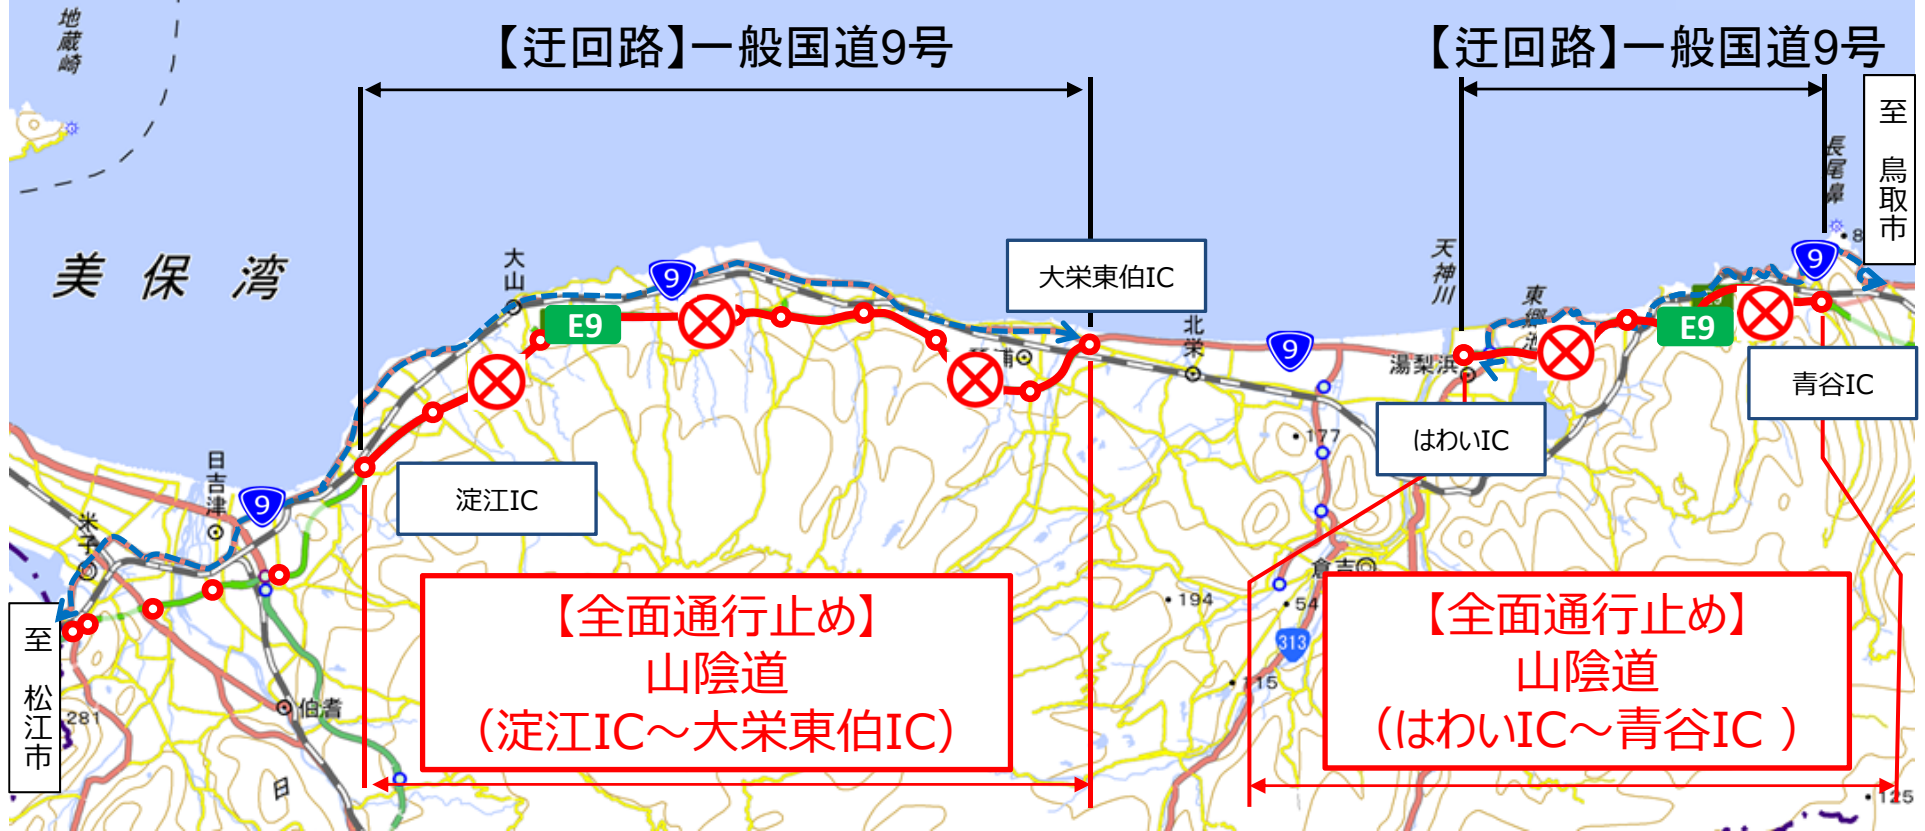 地蔵崎
【迂回路】一般国道9号
【迂回路】一般国道9号
至 鳥取市
長尾鼻
美保湾
大山
9
大栄東伯IC
天神川
9
8
東郷池
E9
北栄
9
湯梨浜
E9
浦
青谷IC
はわいIC
177
淀江IC
日吉津
9
米子
倉吉
194
54
313
115
【全面通行止め】
山陰道
(淀江IC～大栄東伯IC)
【全面通行止め】
山陰道
(はわいIC～青谷IC )
至 松江市
281
伯耆
日
125